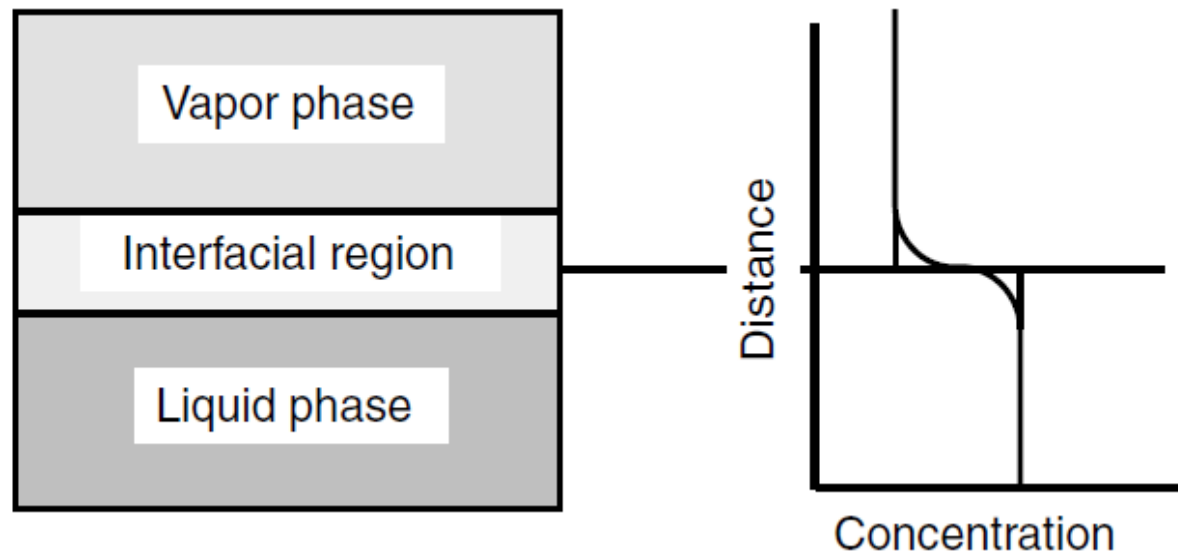 Vapor phase
Interfacial region
Liquid phase
Distance
Concentration